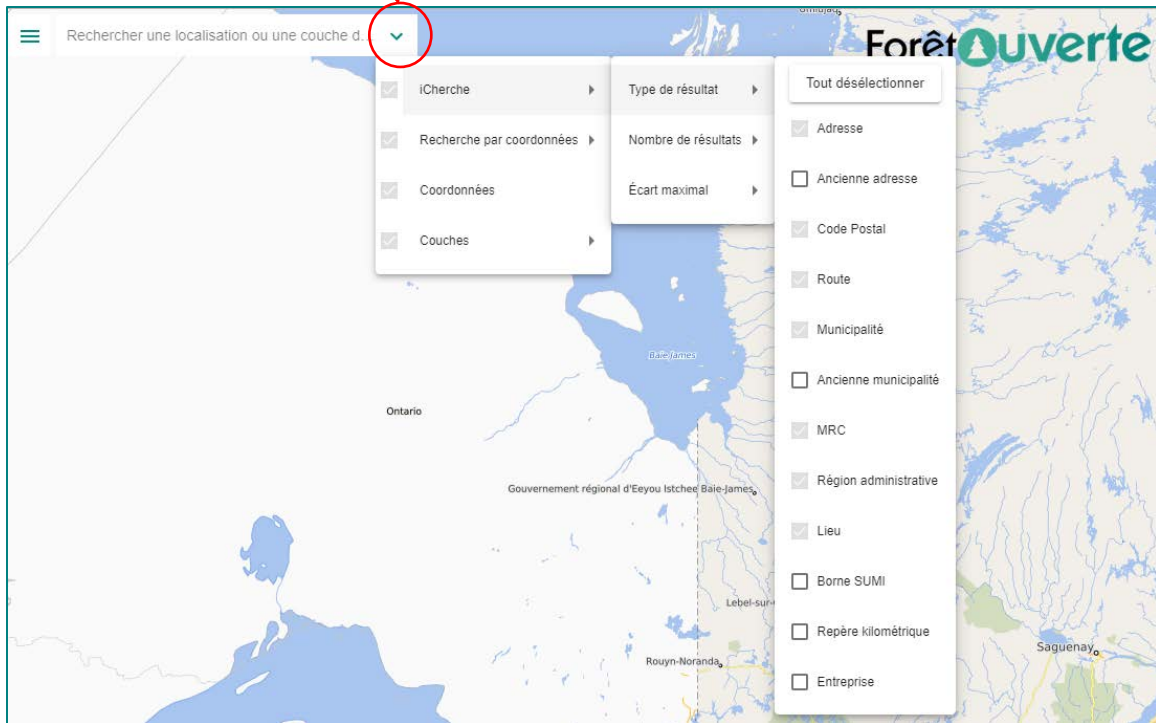 Rechercher une localisation ou une couche d...
ForêtOuverte
iCherche
Recherche par coordonnées
Coordonnées
Couches
Type de résultat
Nombre de résultats
Écart maximal
Tout désélectionner
Adresse
Ancienne adresse
Code Postal
Route
Municipalité
Ancienne municipalité
MRC
Région administrative
Lieu
Borne SUMI
Repère kilométrique
Entreprise
Baie James
Ontario
Gouvernement régional d'Eeyou Istchee Baie-James
Lebel-sur-
Rouyn-Noranda
Saguenay